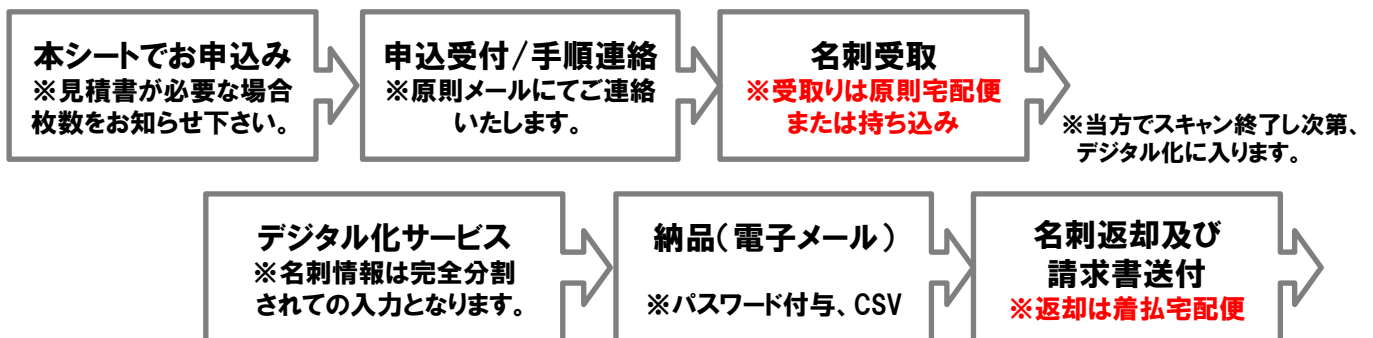 本シートでお申込み
※見積書が必要な場合
枚数をお知らせ下さい。
申込受付/手順連絡
※原則メールにてご連絡
いたします。
名刺受取
※受取りは原則宅配便
または持ち込み
※当方でスキャン終了し次第、
デジタル化に入ります。
デジタル化サービス
※名刺情報は完全分割
されての入力となります。
納品(電子メール)
※パスワード付与、CSV
名刺返却及び
請求書送付
※返却は着払宅配便